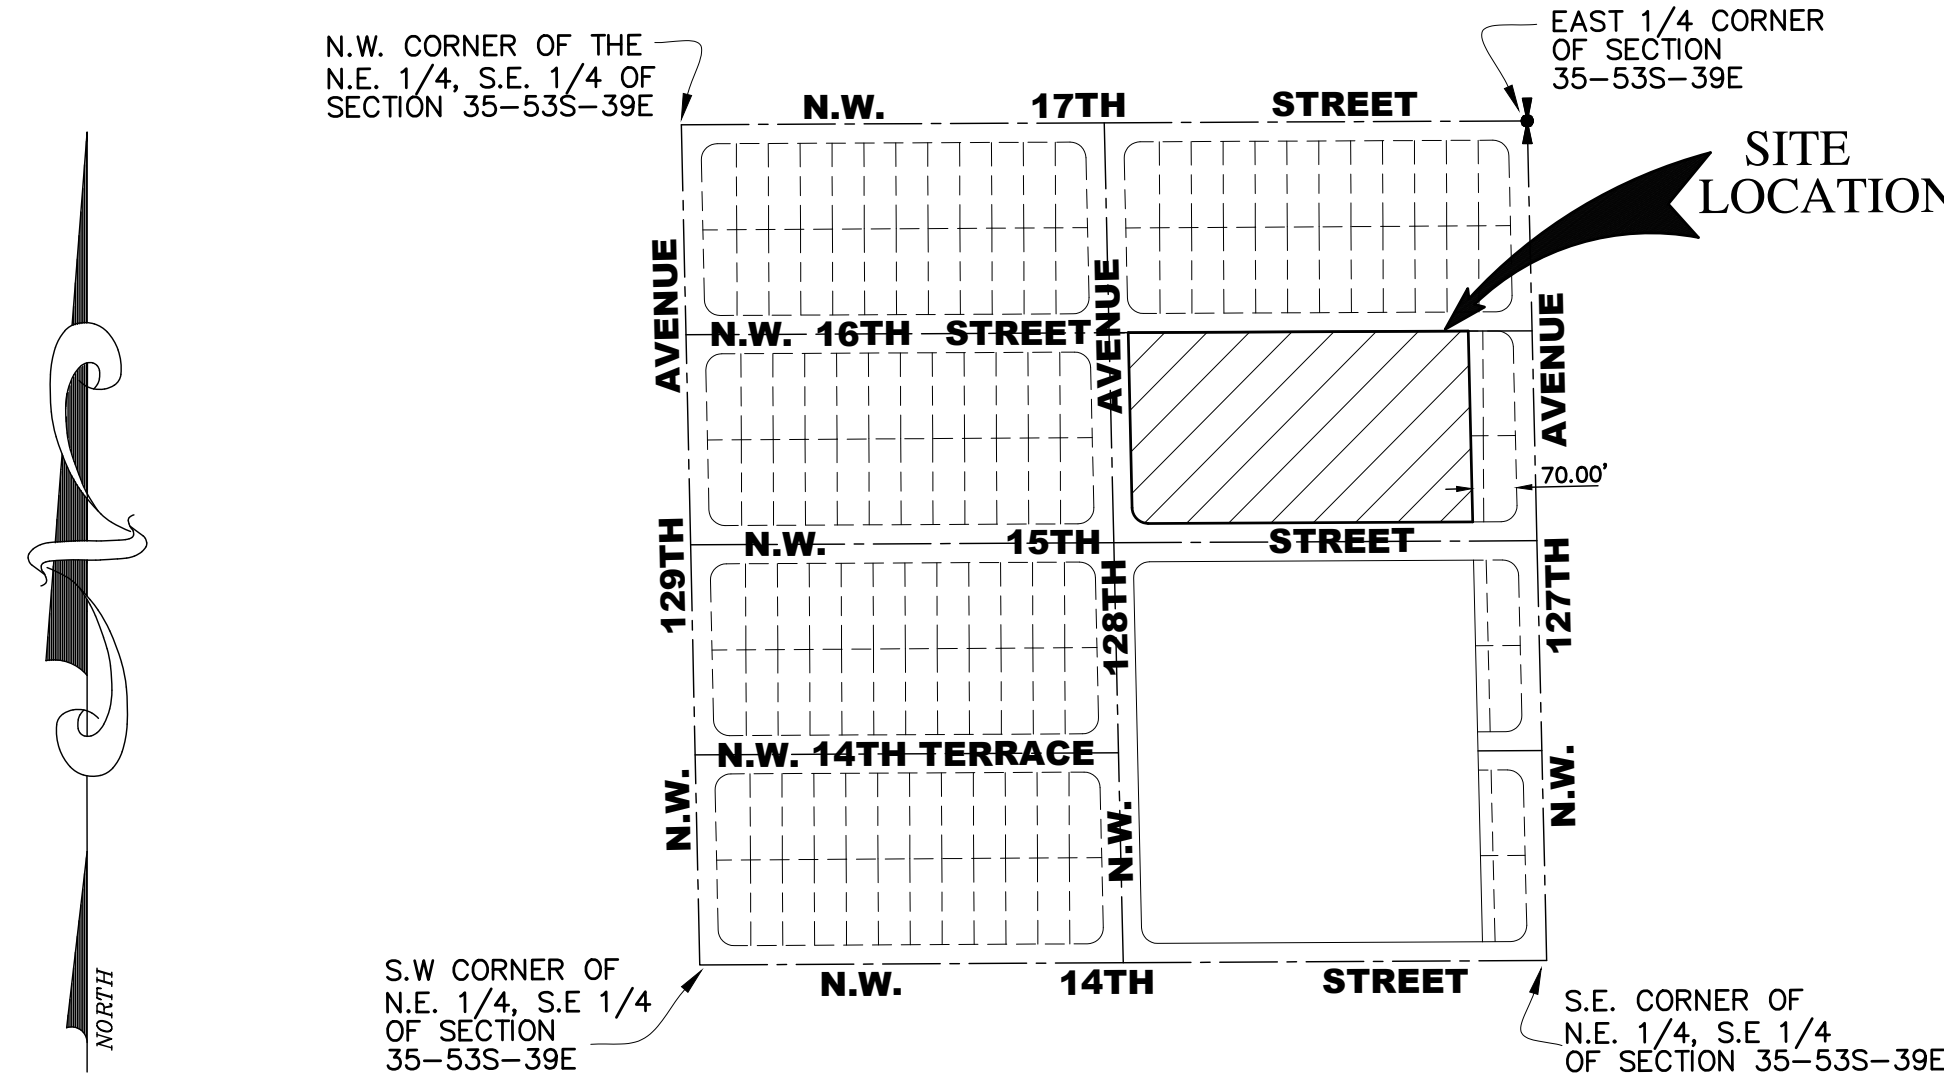 N.W. CORNER OF THE
N.E. 1/4, S.E. 1/4 OF
SECTION 35-53S-39E
EAST 1/4 CORNER
OF SECTION
35-53S-39E
N.W. 17TH STREET
SITE
LOCATION
N.W. 129TH AVENUE
N.W. 128TH AVENUE
N.W. 127TH AVENUE
N.W. 16TH STREET
70.00'
N.W. 15TH STREET
N.W. 14TH TERRACE
N.W. 14TH STREET
NORTH
S.W CORNER OF
N.E. 1/4, S.E 1/4
OF SECTION
35-53S-39E
S.E. CORNER OF
N.E. 1/4, S.E 1/4
OF SECTION 35-53S-39E